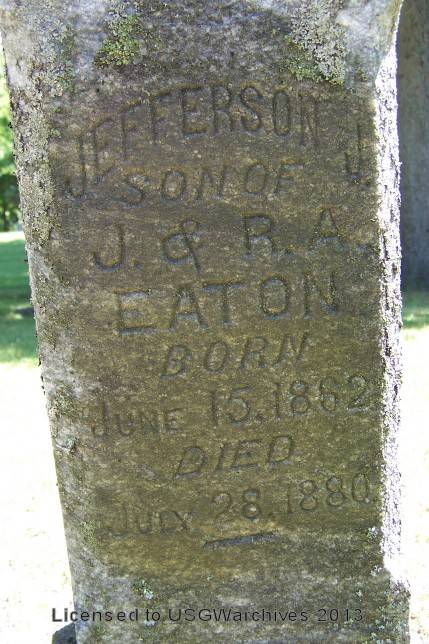 JEFFERSON J.
SON OF
J. & R. A.
EATON
BORN
JUNE 15, 1862
DIED
JULY 28, 1880.
Licensed to USGWarchives 2013